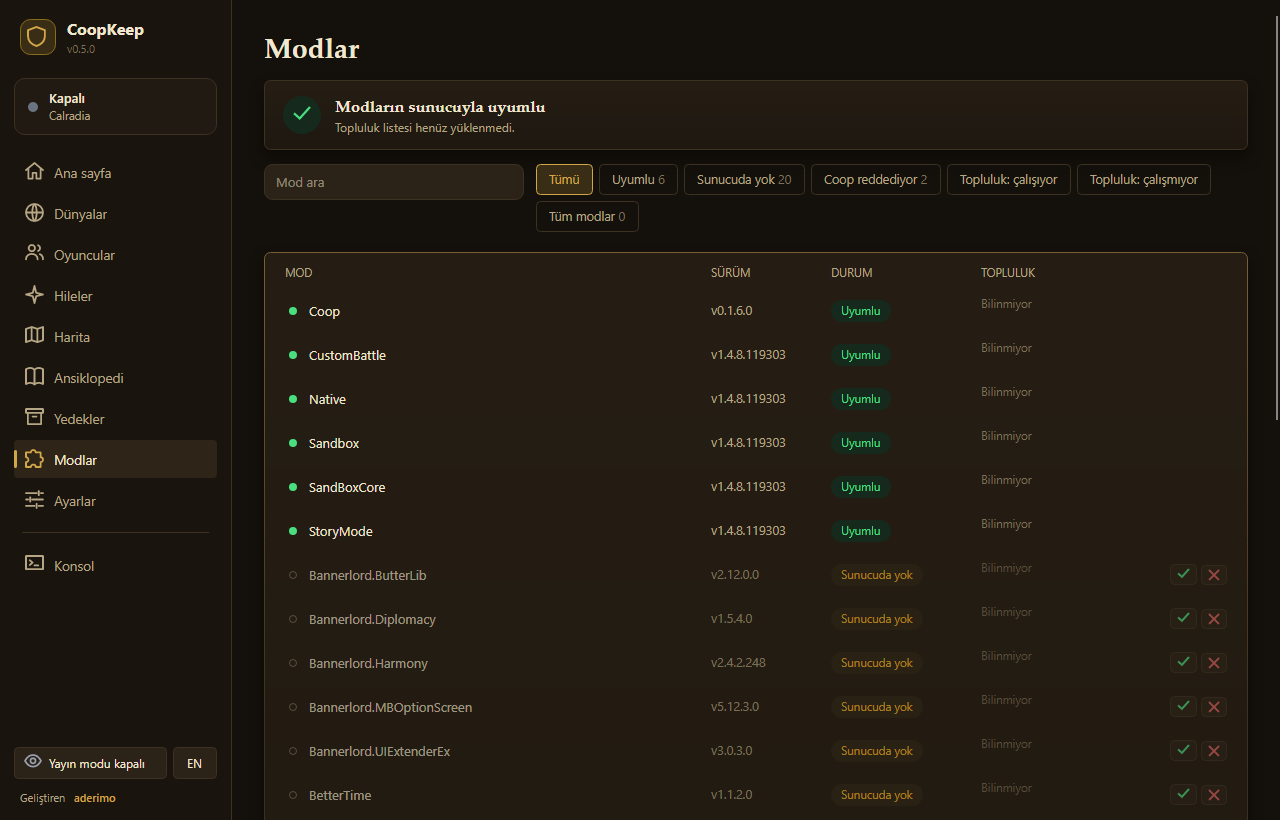 CoopKeep
v0.5.0
Kapalı
Calradia
Ana sayfa
Dünyalar
Oyuncular
Hileler
Harita
Ansiklopedi
Yedekler
Modlar
Ayarlar
Konsol
Yayın modu kapalı
EN
Geliştiren aderimo
Modlar
Modların sunucuyla uyumlu
Topluluk listesi henüz yüklenmedi.
Mod ara
Tümü
Uyumlu 6
Sunucuda yok 20
Coop reddediyor 2
Topluluk: çalışıyor
Topluluk: çalışmıyor
Tüm modlar 0
MOD SÜRÜM DURUM TOPLULUK
Coop v0.1.6.0 Uyumlu Bilinmiyor
CustomBattle v1.4.8.119303 Uyumlu Bilinmiyor
Native v1.4.8.119303 Uyumlu Bilinmiyor
Sandbox v1.4.8.119303 Uyumlu Bilinmiyor
SandBoxCore v1.4.8.119303 Uyumlu Bilinmiyor
StoryMode v1.4.8.119303 Uyumlu Bilinmiyor
Bannerlord.ButterLib v2.12.0.0 Sunucuda yok Bilinmiyor
Bannerlord.Diplomacy v1.5.4.0 Sunucuda yok Bilinmiyor
Bannerlord.Harmony v2.4.2.248 Sunucuda yok Bilinmiyor
Bannerlord.MBOptionScreen v5.12.3.0 Sunucuda yok Bilinmiyor
Bannerlord.UIExtenderEx v3.0.3.0 Sunucuda yok Bilinmiyor
BetterTime v1.1.2.0 Sunucuda yok Bilinmiyor